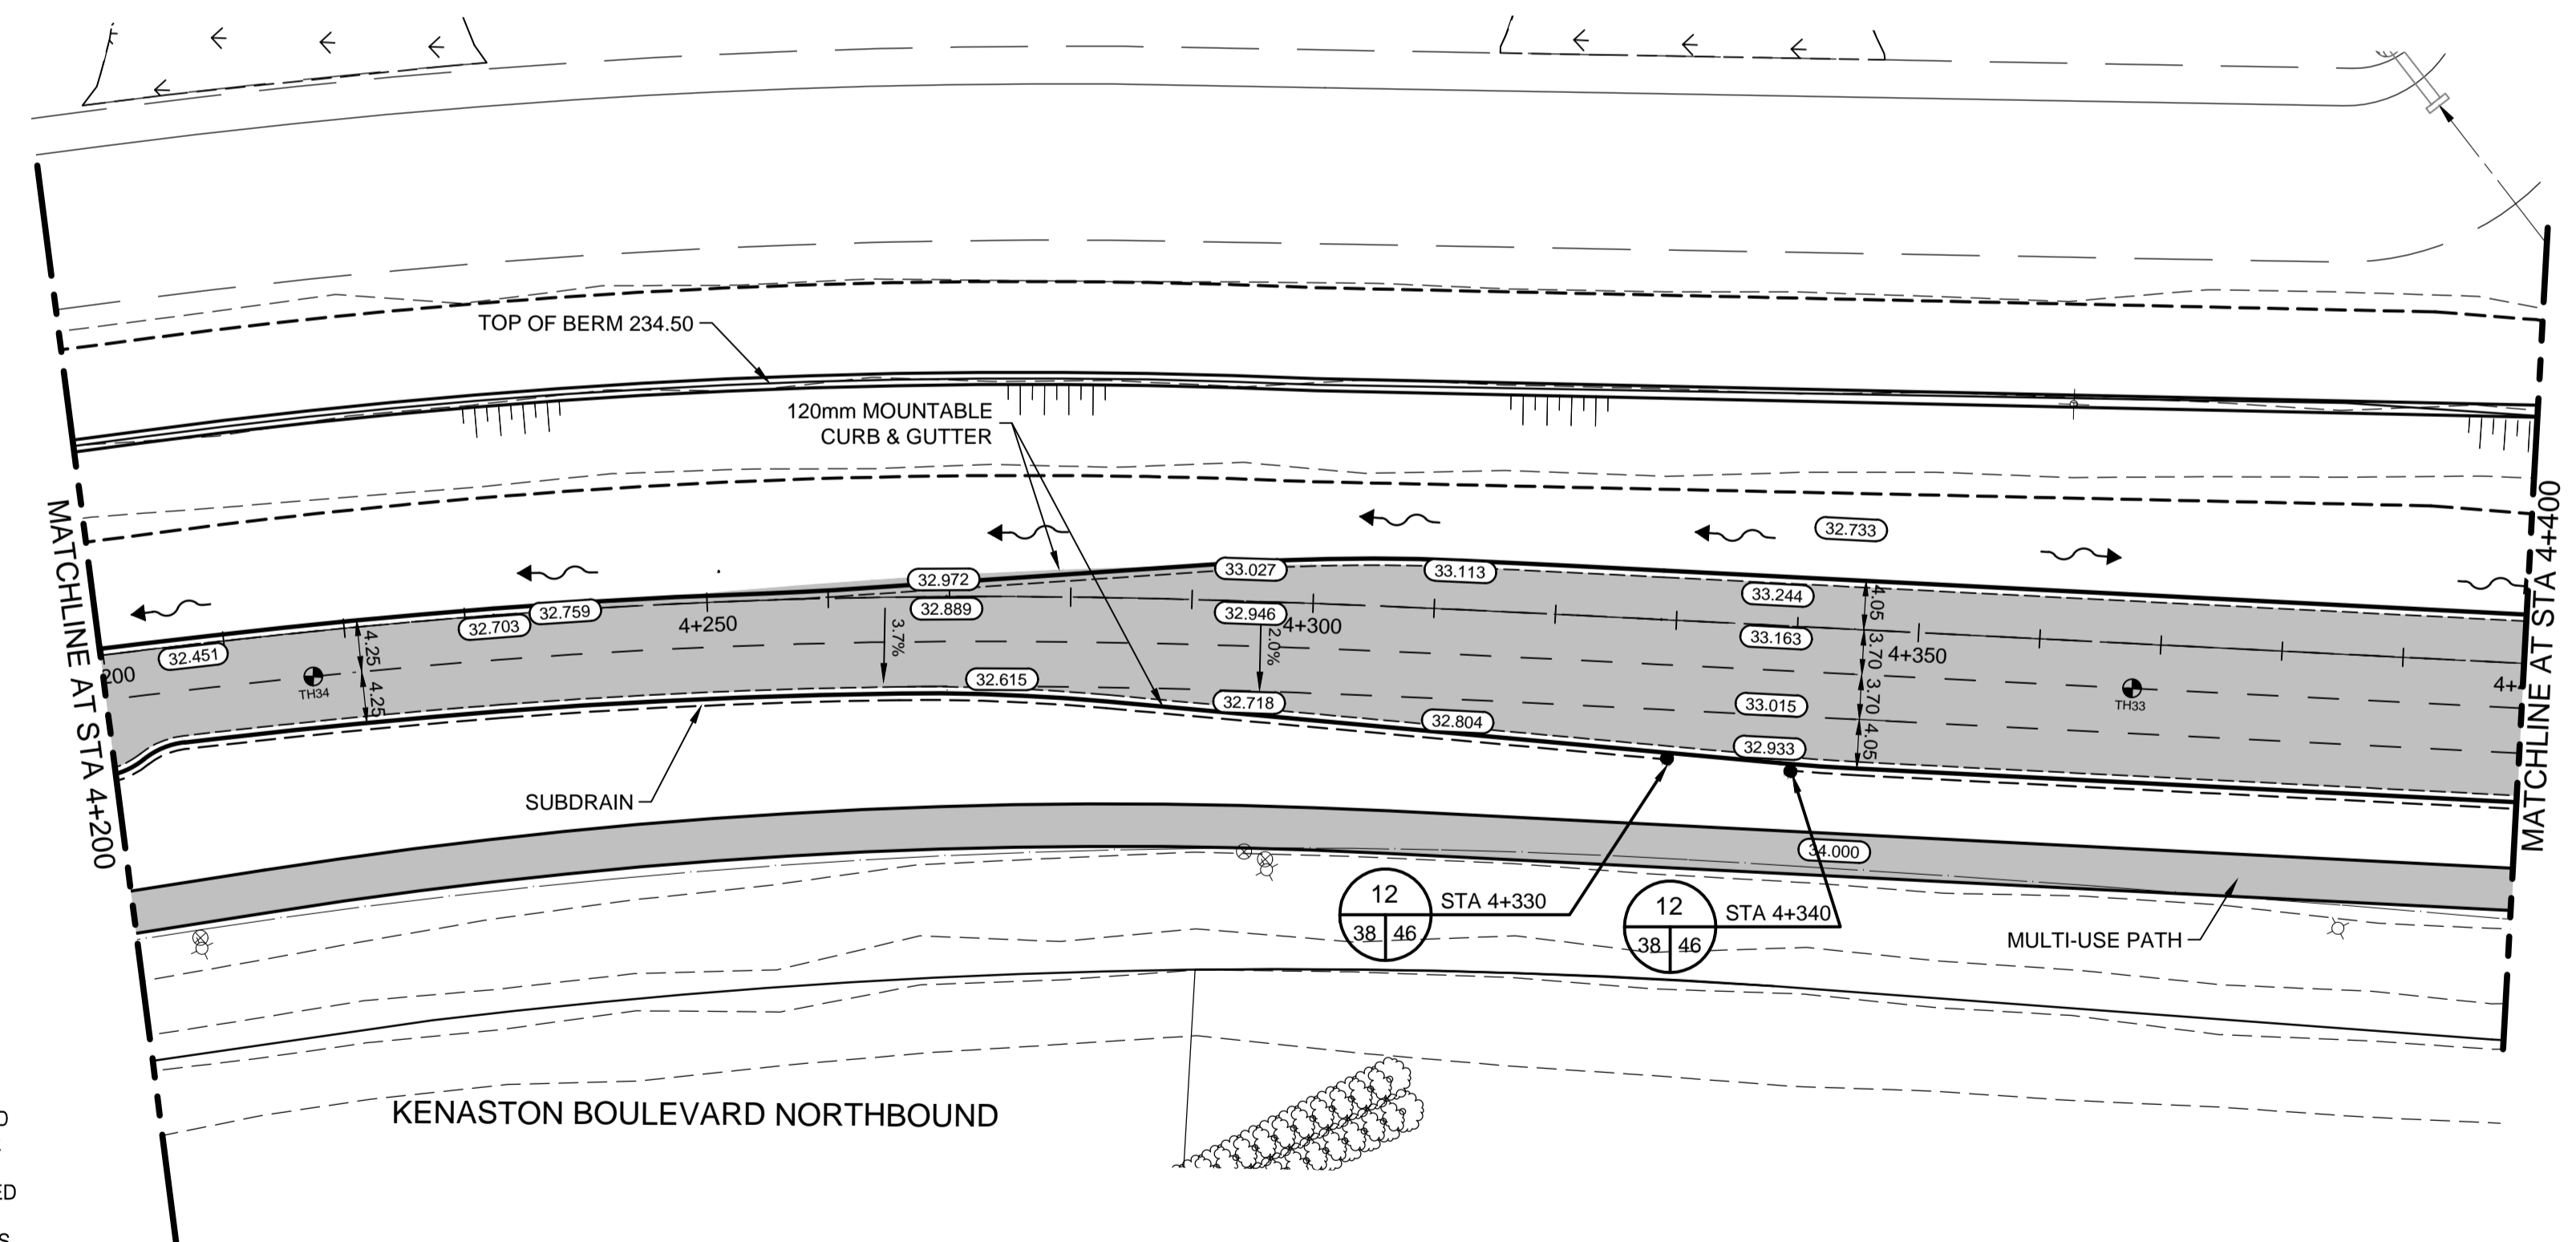 TOP OF BERM 234.50
120mm MOUNTABLE
CURB & GUTTER
MATCHLINE AT STA 4+200
MATCHLINE AT STA 4+400
32.733
32.972
33.027
33.113
33.244
32.451
32.703
32.759
32.889
32.946
33.163
200
4+250
4+300
4+350
4+
4.25
4.25
3.7%
2.0%
4.05
3.70
3.70
4.05
TH34
TH33
32.615
32.718
32.804
33.015
32.933
SUBDRAIN
34.000
12
38 46
STA 4+330
12
38 46
STA 4+340
MULTI-USE PATH
KENASTON BOULEVARD NORTHBOUND
D
ED
S